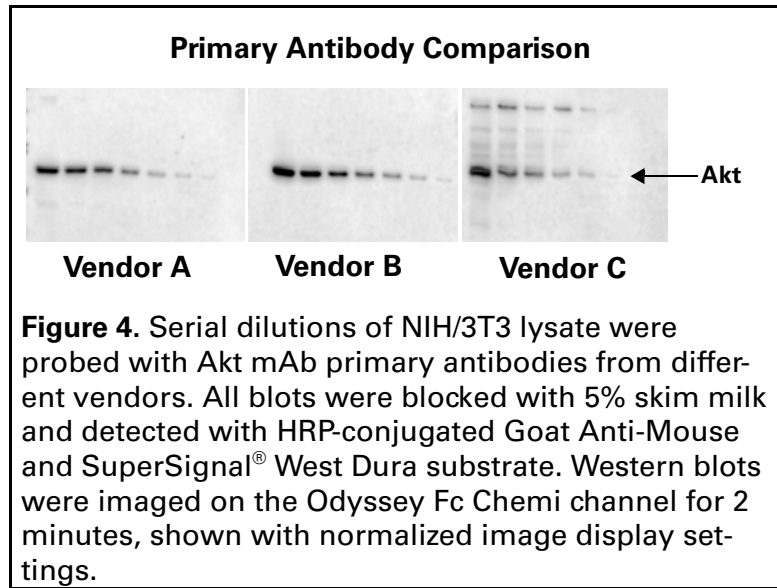 Primary Antibody Comparison
Akt
Vendor A
Vendor B
Vendor C
Figure 4. Serial dilutions of NIH/3T3 lysate were
probed with Akt mAb primary antibodies from differ-
ent vendors. All blots were blocked with 5% skim milk
and detected with HRP-conjugated Goat Anti-Mouse
and SuperSignal® West Dura substrate. Western blots
were imaged on the Odyssey Fc Chemi channel for 2
minutes, shown with normalized image display set-
tings.